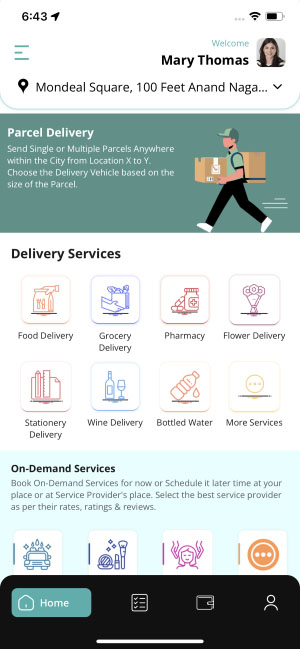 6:43
Welcome
Mary Thomas
Mondeal Square, 100 Feet Anand Naga...
Parcel Delivery
Send Single or Multiple Parcels Anywhere
within the City from Location X to Y.
Choose the Delivery Vehicle based on the
size of the Parcel.
Delivery Services
Food Delivery
Grocery
Delivery
Pharmacy
Flower Delivery
Stationery
Delivery
Wine Delivery
Bottled Water
More Services
On-Demand Services
Book On-Demand Services for now or Schedule it later time at your
place or at Service Provider's place. Select the best service provider
as per their rates, ratings & reviews.
Home